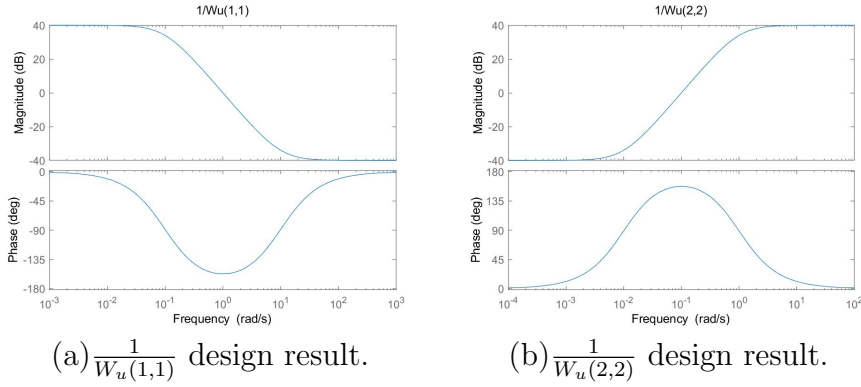 1/Wu(1,1)
40
20
0
-20
-40
Magnitude (dB)
0
-45
-90
-135
-180
Phase (deg)
10^-3 10^-2 10^-1 10^0 10^1 10^2 10^3
Frequency (rad/s)
(a) 1/W_u(1,1) design result.
1/Wu(2,2)
40
20
0
-20
-40
Magnitude (dB)
180
135
90
45
0
Phase (deg)
10^-4 10^-3 10^-2 10^-1 10^0 10^1 10^2
Frequency (rad/s)
(b) 1/W_u(2,2) design result.